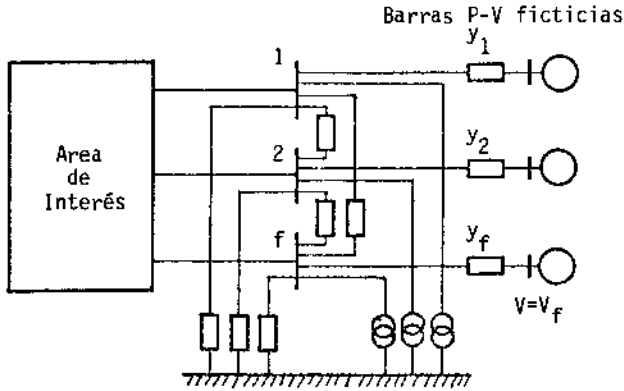 Barras P-V ficticias
1
y1
Area
de
Interés
2
y2
f
yf
V=Vf